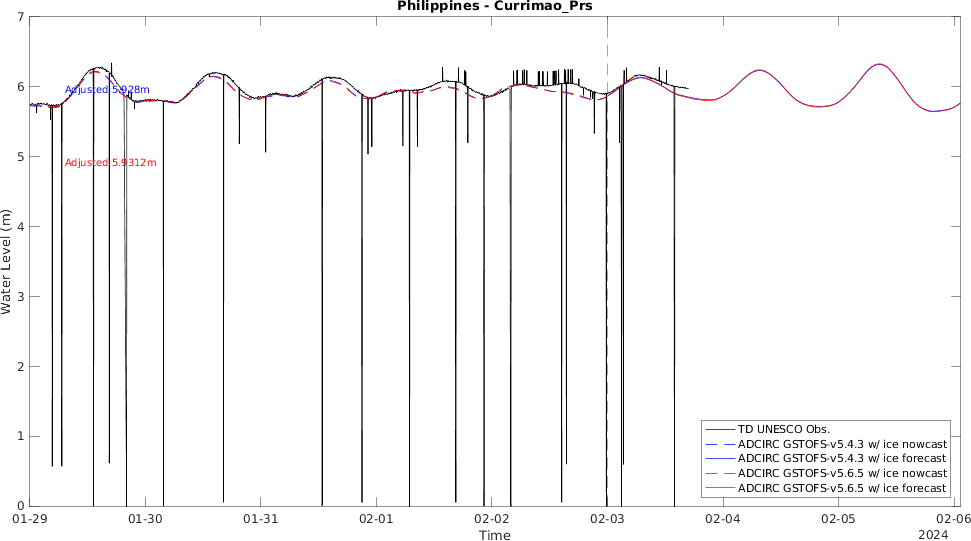 Philippines - Currimao_Prs
7
6
5
4
3
2
1
0
Water Level (m)
Adjusted 5.928m
Adjusted 5.9312m
TD UNESCO Obs.
ADCIRC GSTOFS-v5.4.3 w/ ice nowcast
ADCIRC GSTOFS-v5.4.3 w/ ice forecast
ADCIRC GSTOFS-v5.6.5 w/ ice nowcast
ADCIRC GSTOFS-v5.6.5 w/ ice forecast
01-29 01-30 01-31 02-01 02-02 02-03 02-04 02-05 02-06
Time
2024